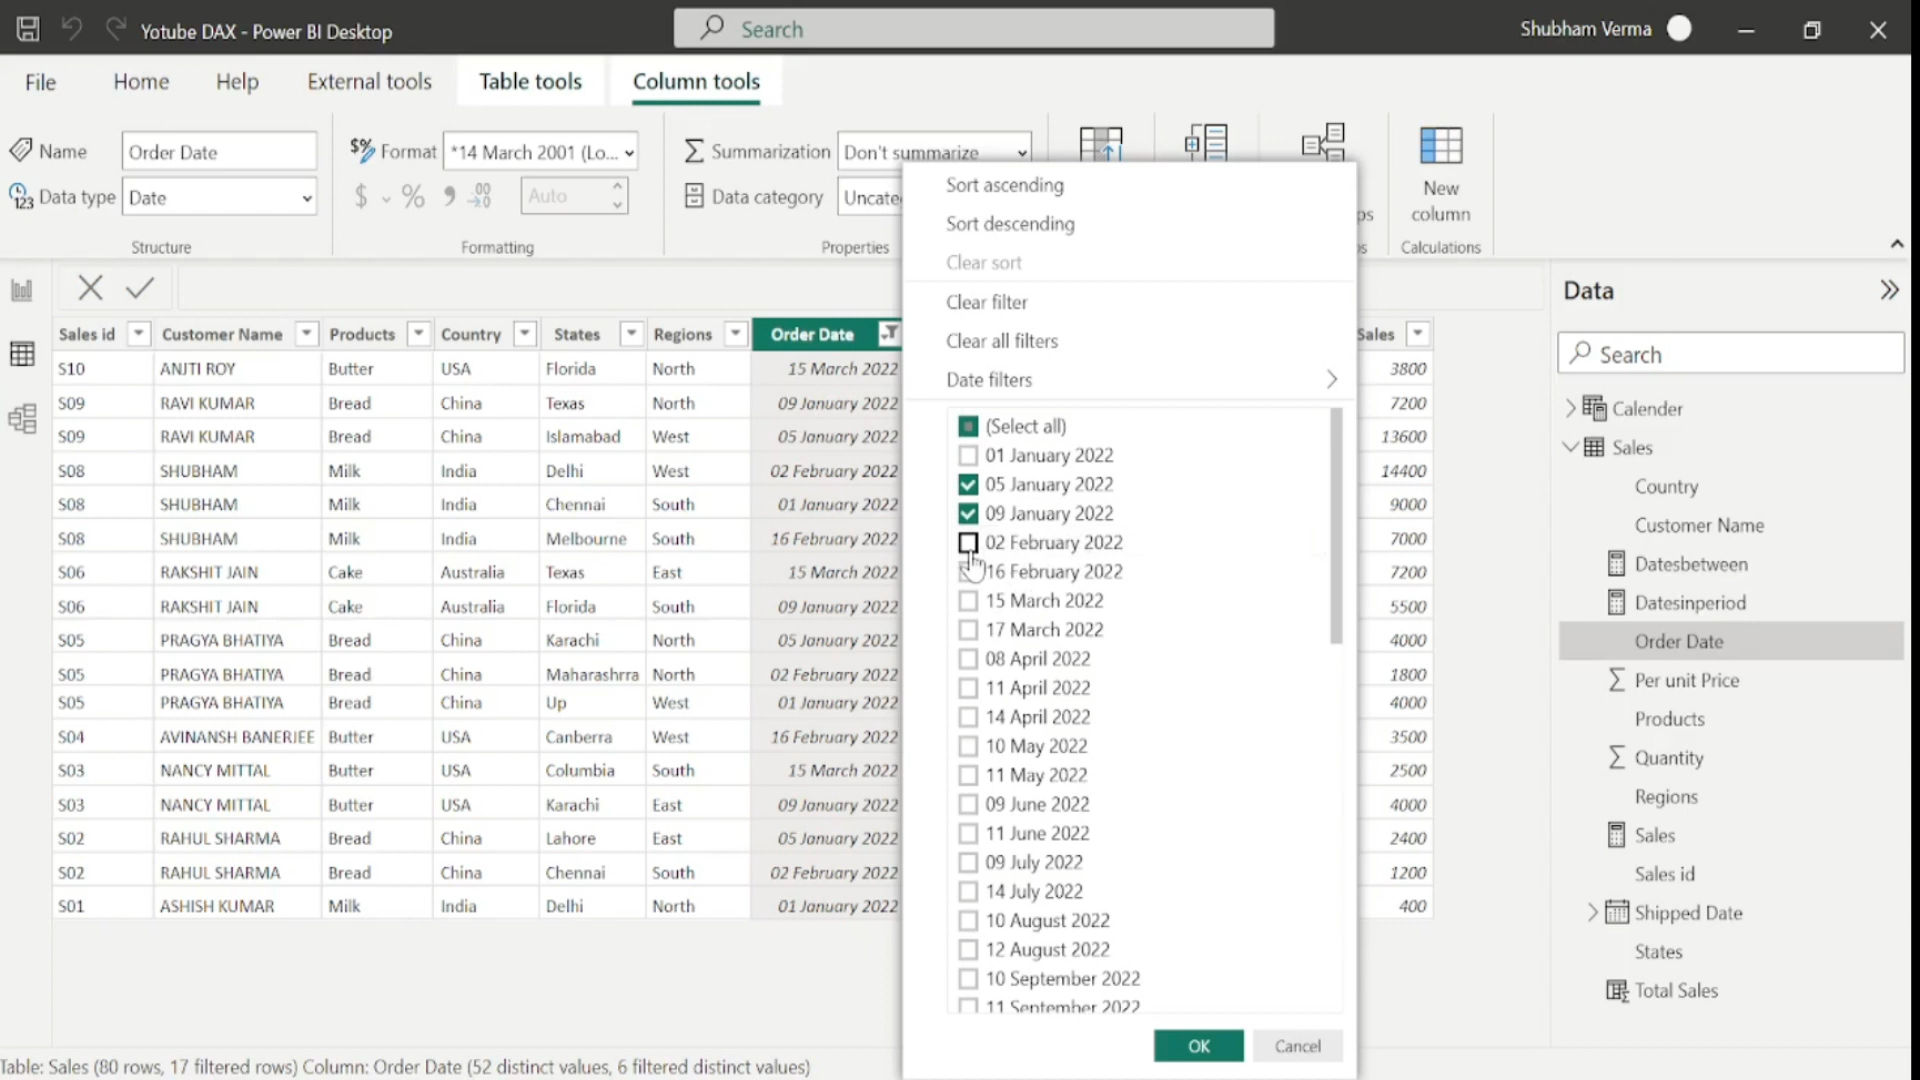 Yotube DAX - Power BI Desktop
Search
Shubham Verma
File Home Help External tools Table tools Column tools
Name Order Date
$% Format *14 March 2001 (Lo...
Summarization Don't summarize
Data type Date
$ % Auto
Data category Uncate
New column
Structure Formatting Properties Calculations
Sort ascending
Sort descending
Clear sort
Clear filter
Clear all filters
Date filters
(Select all)
01 January 2022
05 January 2022
09 January 2022
02 February 2022
16 February 2022
15 March 2022
17 March 2022
08 April 2022
11 April 2022
14 April 2022
10 May 2022
11 May 2022
09 June 2022
11 June 2022
09 July 2022
14 July 2022
10 August 2022
12 August 2022
10 September 2022
11 September 2022
OK Cancel
Sales id Customer Name Products Country States Regions Order Date Sales
S10 ANJTI ROY Butter USA Florida North 15 March 2022 3800
S09 RAVI KUMAR Bread China Texas North 09 January 2022 7200
S09 RAVI KUMAR Bread China Islamabad West 05 January 2022 13600
S08 SHUBHAM Milk India Delhi West 02 February 2022 14400
S08 SHUBHAM Milk India Chennai South 01 January 2022 9000
S08 SHUBHAM Milk India Melbourne South 16 February 2022 7000
S06 RAKSHIT JAIN Cake Australia Texas East 15 March 2022 7200
S06 RAKSHIT JAIN Cake Australia Florida South 09 January 2022 5500
S05 PRAGYA BHATIYA Bread China Karachi North 05 January 2022 4000
S05 PRAGYA BHATIYA Bread China Maharashrra North 02 February 2022 1800
S05 PRAGYA BHATIYA Bread China Up West 01 January 2022 4000
S04 AVINANSH BANERJEE Butter USA Canberra West 16 February 2022 3500
S03 NANCY MITTAL Butter USA Columbia South 15 March 2022 2500
S03 NANCY MITTAL Butter USA Karachi East 09 January 2022 4000
S02 RAHUL SHARMA Bread China Lahore East 05 January 2022 2400
S02 RAHUL SHARMA Bread China Chennai South 02 February 2022 1200
S01 ASHISH KUMAR Milk India Delhi North 01 January 2022 400
Data
Search
Calender
Sales
Country
Customer Name
Datesbetween
Datesinperiod
Order Date
Per unit Price
Products
Quantity
Regions
Sales
Sales id
Shipped Date
States
Total Sales
Table: Sales (80 rows, 17 filtered rows) Column: Order Date (52 distinct values, 6 filtered distinct values)